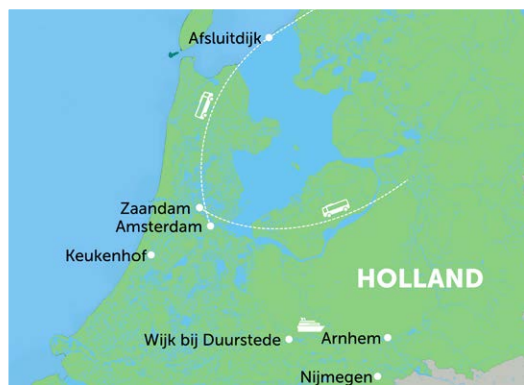 Afsluitdijk
Zaandam
Amsterdam
Keukenhof
HOLLAND
Wijk bij Duurstede
Arnhem
Nijmegen